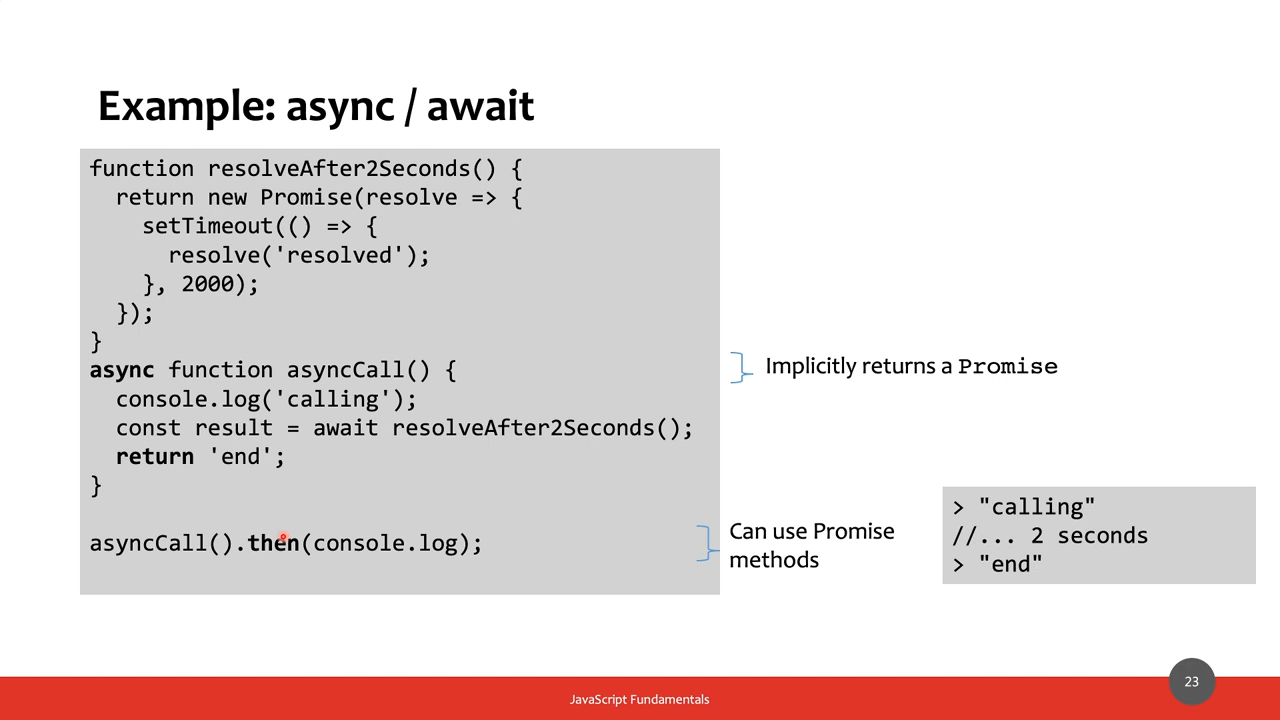 Example: async / await
function resolveAfter2Seconds() {
  return new Promise(resolve => {
    setTimeout(() => {
      resolve('resolved');
    }, 2000);
  });
}
async function asyncCall() {
  console.log('calling');
  const result = await resolveAfter2Seconds();
  return 'end';
}
asyncCall().then(console.log);
Implicitly returns a Promise
Can use Promise
methods
> "calling"
//... 2 seconds
> "end"
JavaScript Fundamentals
23